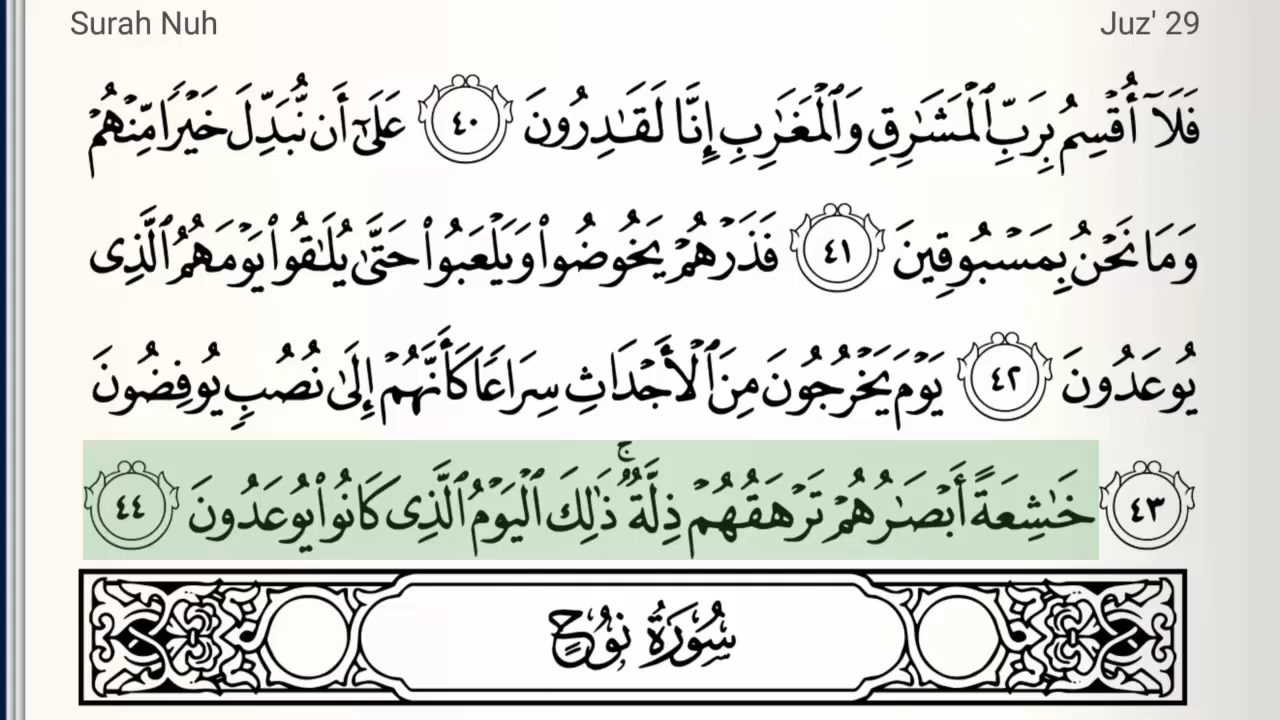 Surah Nuh
Juz' 29
فَلَآ أُقْسِمُ بِرَبِّ ٱلْمَشَـٰرِقِ وَٱلْمَغَـٰرِبِ إِنَّا لَقَـٰدِرُونَ ٤٠ عَلَىٰٓ أَن نُّبَدِّلَ خَيْرًا مِّنْهُمْ
وَمَا نَحْنُ بِمَسْبُوقِينَ ٤١ فَذَرْهُمْ يَخُوضُوا۟ وَيَلْعَبُوا۟ حَتَّىٰ يُلَـٰقُوا۟ يَوْمَهُمُ ٱلَّذِى
يُوعَدُونَ ٤٢ يَوْمَ يَخْرُجُونَ مِنَ ٱلْأَجْدَاثِ سِرَاعًا كَأَنَّهُمْ إِلَىٰ نُصُبٍ يُوفِضُونَ
٤٣ خَـٰشِعَةً أَبْصَـٰرُهُمْ تَرْهَقُهُمْ ذِلَّةٌ ۚ ذَٰلِكَ ٱلْيَوْمُ ٱلَّذِى كَانُوا۟ يُوعَدُونَ ٤٤
سُورَةُ نُوحٍ